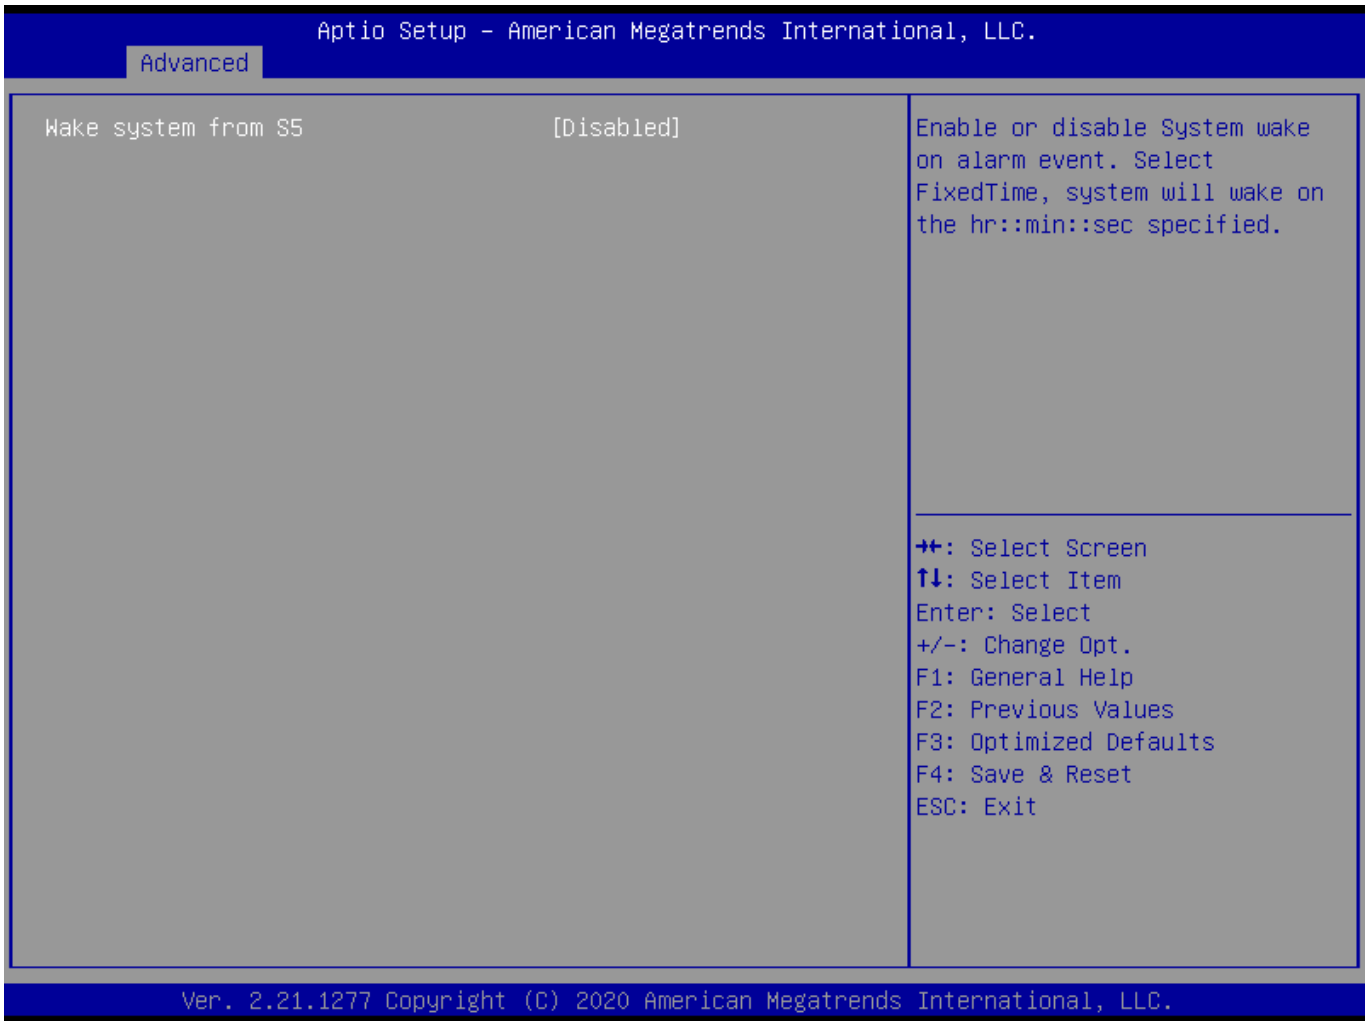 Aptio Setup – American Megatrends International, LLC.
Advanced
Wake system from S5 [Disabled]
Enable or disable System wake
on alarm event. Select
FixedTime, system will wake on
the hr::min::sec specified.
→←: Select Screen
↑↓: Select Item
Enter: Select
+/-: Change Opt.
F1: General Help
F2: Previous Values
F3: Optimized Defaults
F4: Save & Reset
ESC: Exit
Ver. 2.21.1277 Copyright (C) 2020 American Megatrends International, LLC.